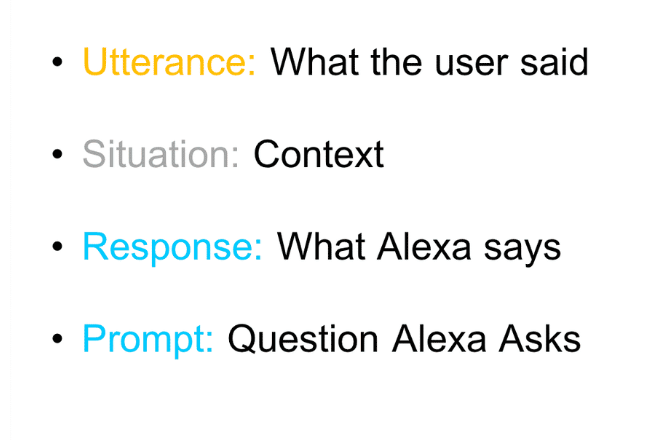 • Utterance: What the user said
• Situation: Context
• Response: What Alexa says
• Prompt: Question Alexa Asks